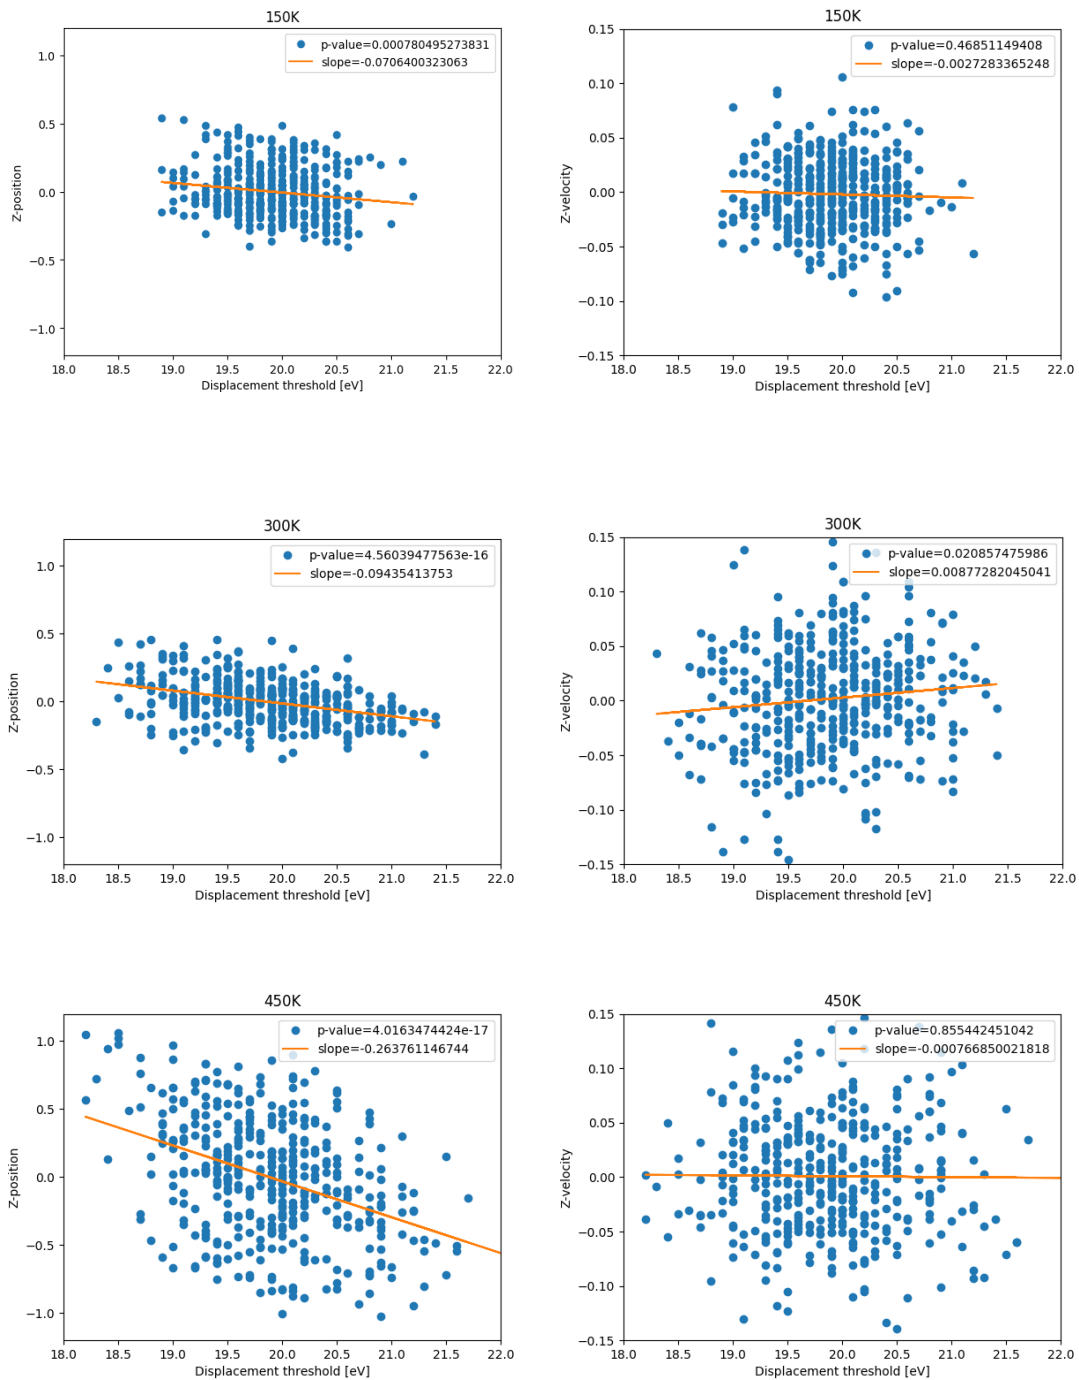 150K
p-value=0.000780495273831
slope=-0.0706400323063
Z-position
1.0
0.5
0.0
−0.5
−1.0
18.0 18.5 19.0 19.5 20.0 20.5 21.0 21.5 22.0
Displacement threshold [eV]
150K
p-value=0.46851149408
slope=-0.0027283365248
Z-velocity
0.15
0.10
0.05
0.00
−0.05
−0.10
−0.15
18.0 18.5 19.0 19.5 20.0 20.5 21.0 21.5 22.0
Displacement threshold [eV]
300K
p-value=4.56039477563e-16
slope=-0.09435413753
Z-position
1.0
0.5
0.0
−0.5
−1.0
18.0 18.5 19.0 19.5 20.0 20.5 21.0 21.5 22.0
Displacement threshold [eV]
300K
p-value=0.020857475986
slope=0.00877282045041
Z-velocity
0.15
0.10
0.05
0.00
−0.05
−0.10
−0.15
18.0 18.5 19.0 19.5 20.0 20.5 21.0 21.5 22.0
Displacement threshold [eV]
450K
p-value=4.0163474424e-17
slope=-0.263761146744
Z-position
1.0
0.5
0.0
−0.5
−1.0
18.0 18.5 19.0 19.5 20.0 20.5 21.0 21.5 22.0
Displacement threshold [eV]
450K
p-value=0.855442451042
slope=-0.000766850021818
Z-velocity
0.15
0.10
0.05
0.00
−0.05
−0.10
−0.15
18.0 18.5 19.0 19.5 20.0 20.5 21.0 21.5 22.0
Displacement threshold [eV]